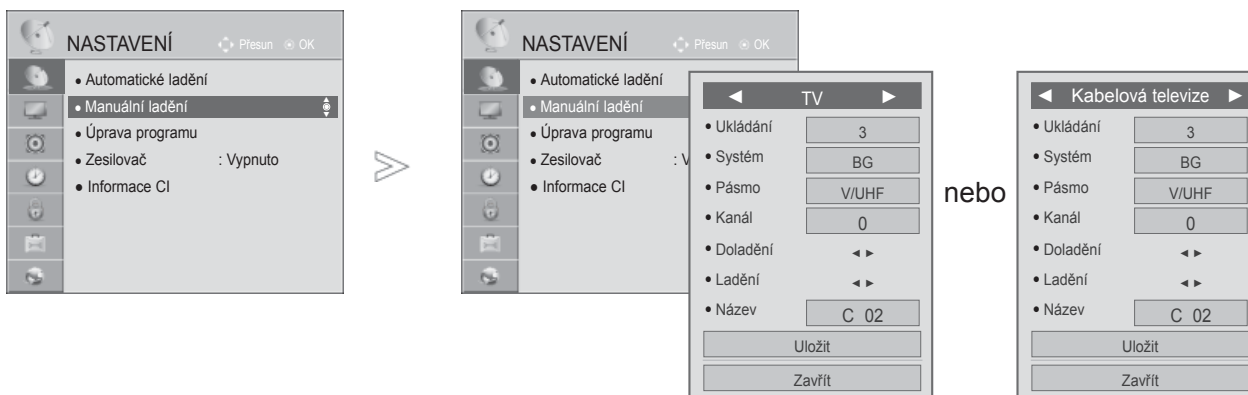 NASTAVENÍ Přesun OK
• Automatické ladění
• Manuální ladění
• Úprava programu
• Zesilovač : Vypnuto
• Informace CI
NASTAVENÍ Přesun OK
• Automatické ladění
• Manuální ladění
• Úprava programu
• Zesilovač : V
• Informace CI
◄ TV ►
• Ukládání 3
• Systém BG
• Pásmo V/UHF
• Kanál 0
• Doladění ◄ ►
• Ladění ◄ ►
• Název C 02
Uložit
Zavřít
nebo
◄ Kabelová televize ►
• Ukládání 3
• Systém BG
• Pásmo V/UHF
• Kanál 0
• Doladění ◄ ►
• Ladění ◄ ►
• Název C 02
Uložit
Zavřít